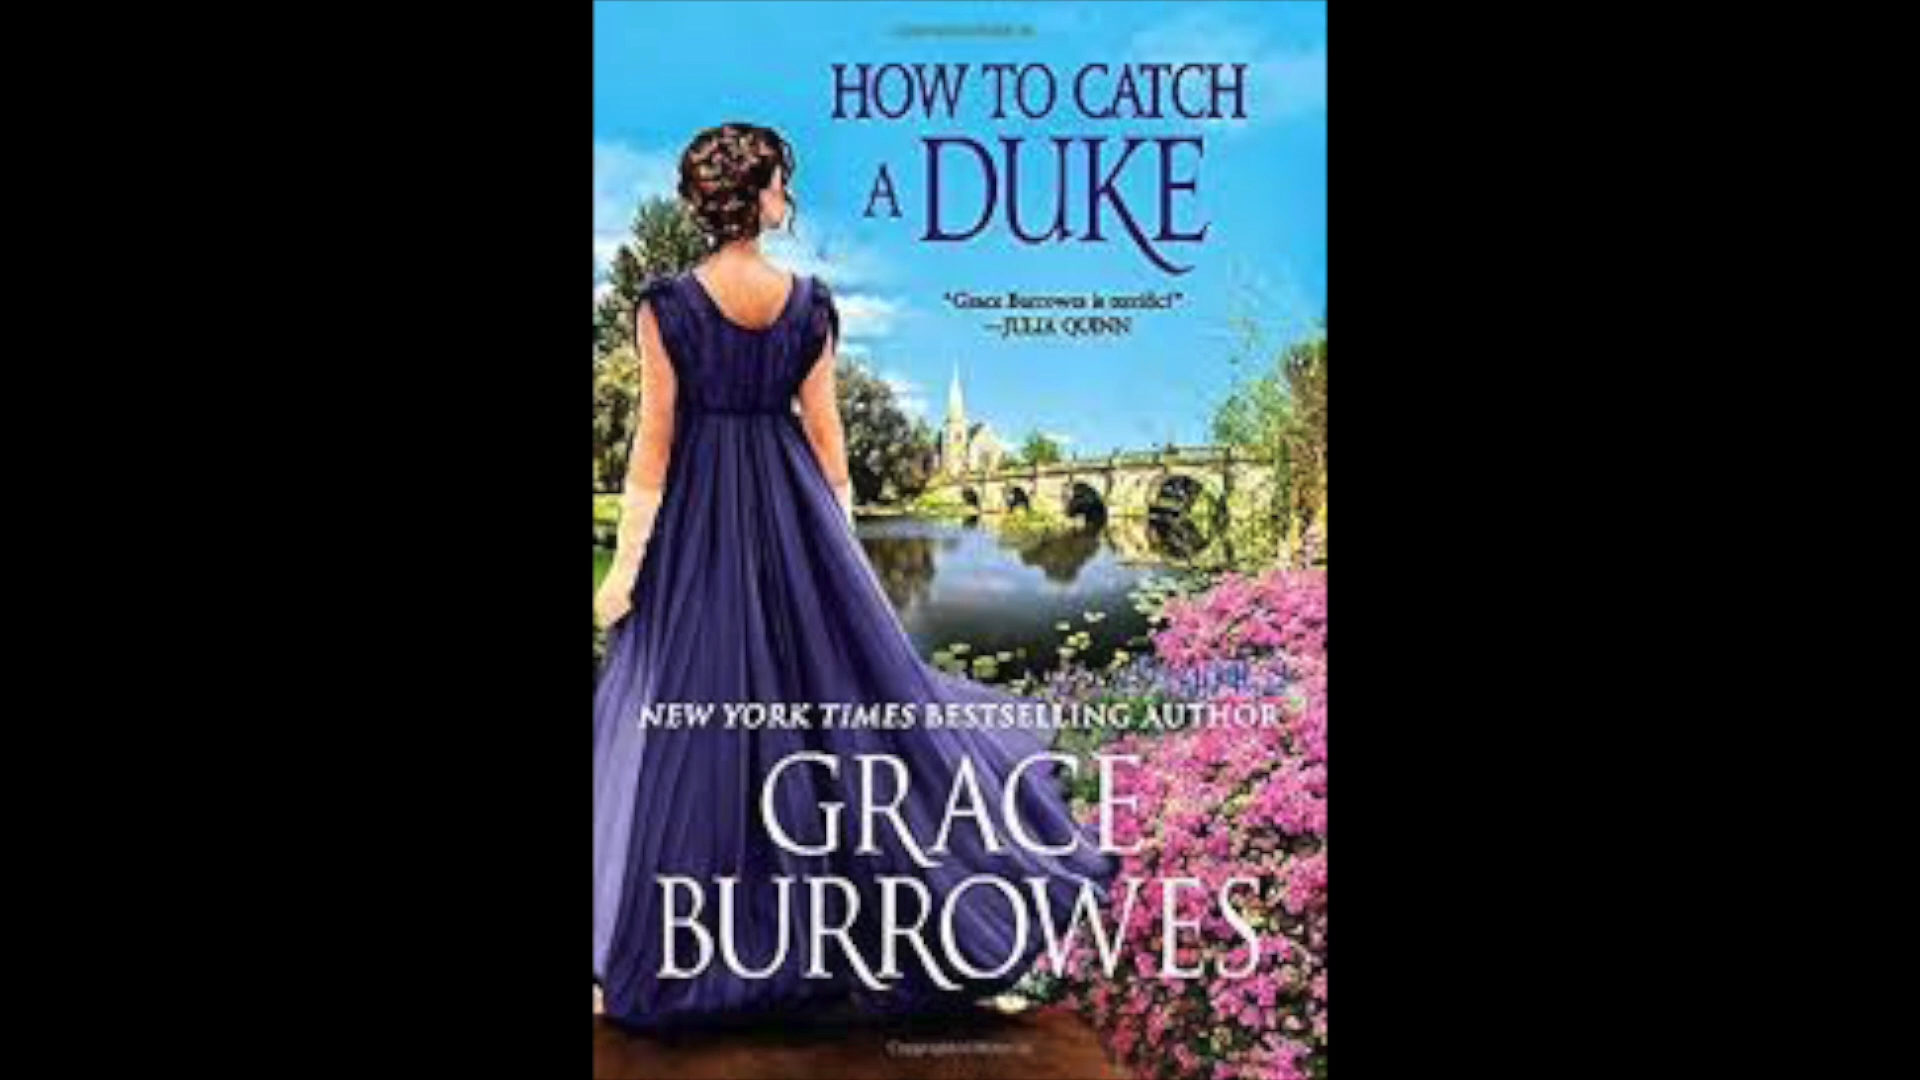 HOW TO CATCH
A DUKE
"Grace Burrowes is terrific!"
—JULIA QUINN
NEW YORK TIMES BESTSELLING AUTHOR
GRACE
BURROWES